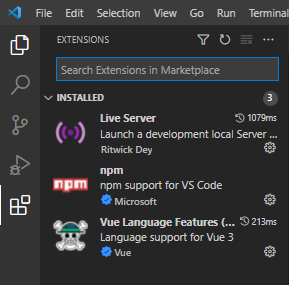 File Edit Selection View Go Run Terminal
EXTENSIONS
Search Extensions in Marketplace
INSTALLED 3
Live Server 1079ms
Launch a development local Server ...
Ritwick Dey
npm
npm
npm support for VS Code
Microsoft
Vue Language Features (... 213ms
Language support for Vue 3
Vue